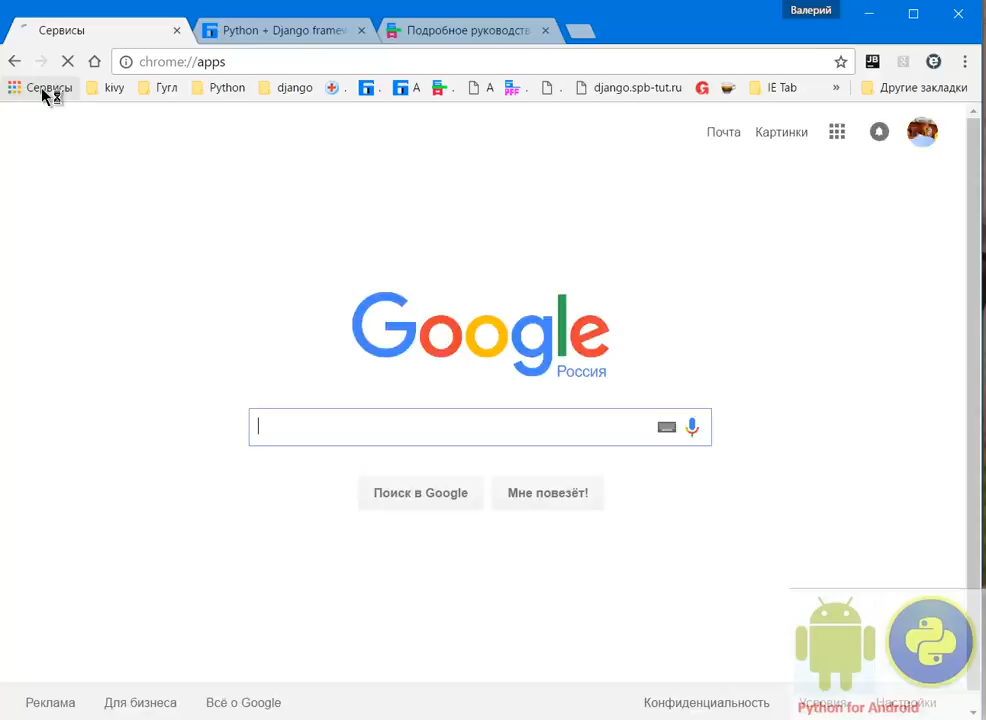 Валерий
Сервисы
Python + Django framew
Подробное руководств
chrome://apps
Сервисы
kivy
Гугл
Python
django
.
A
.
A
.
.
django.spb-tut.ru
IE Tab
»
Другие закладки
Почта
Картинки
Google
Россия
Поиск в Google
Мне повезёт!
Реклама
Для бизнеса
Всё о Google
Конфиденциальность
Условия
Настройки
Python for Android